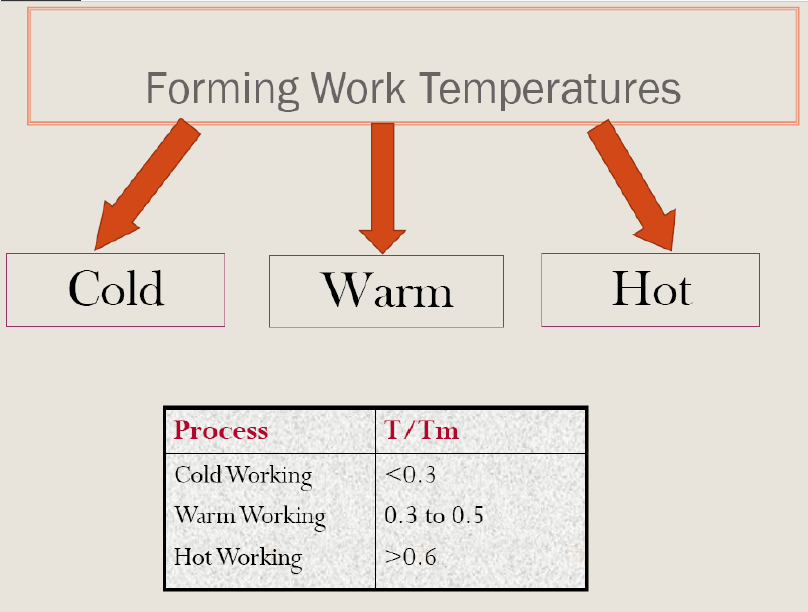 Forming Work Temperatures
Cold
Warm
Hot
Process T/Tm
Cold Working <0.3
Warm Working 0.3 to 0.5
Hot Working >0.6